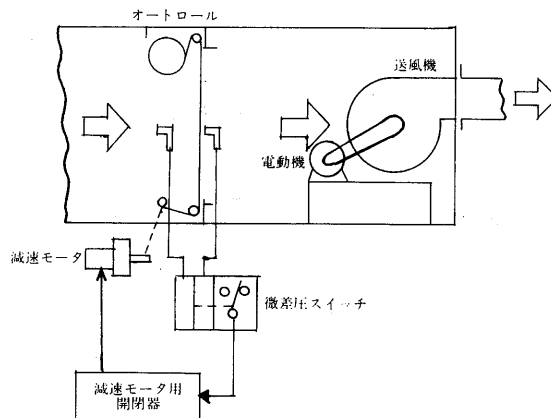 オートロール
送風機
電動機
減速モータ
微差圧スイッチ
減速モータ用
開閉器